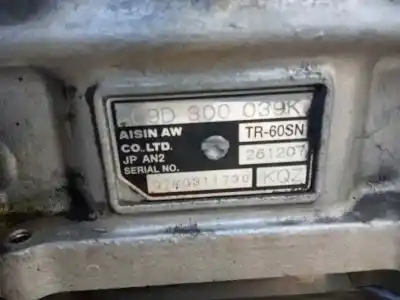 09D 300 039K
AISIN AW
CO., LTD.
JP AN2
SERIAL NO.
TR-60SN
261207
KQZ